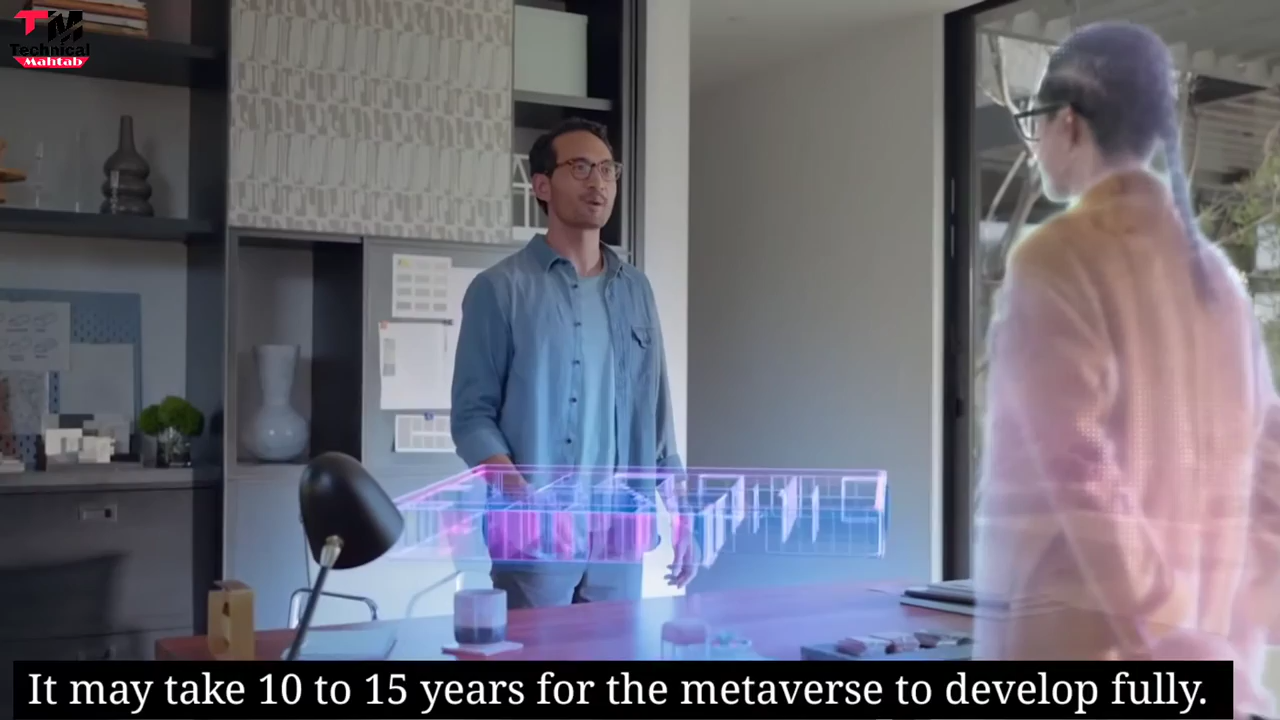 TM
Technical
Mahtab
It may take 10 to 15 years for the metaverse to develop fully.